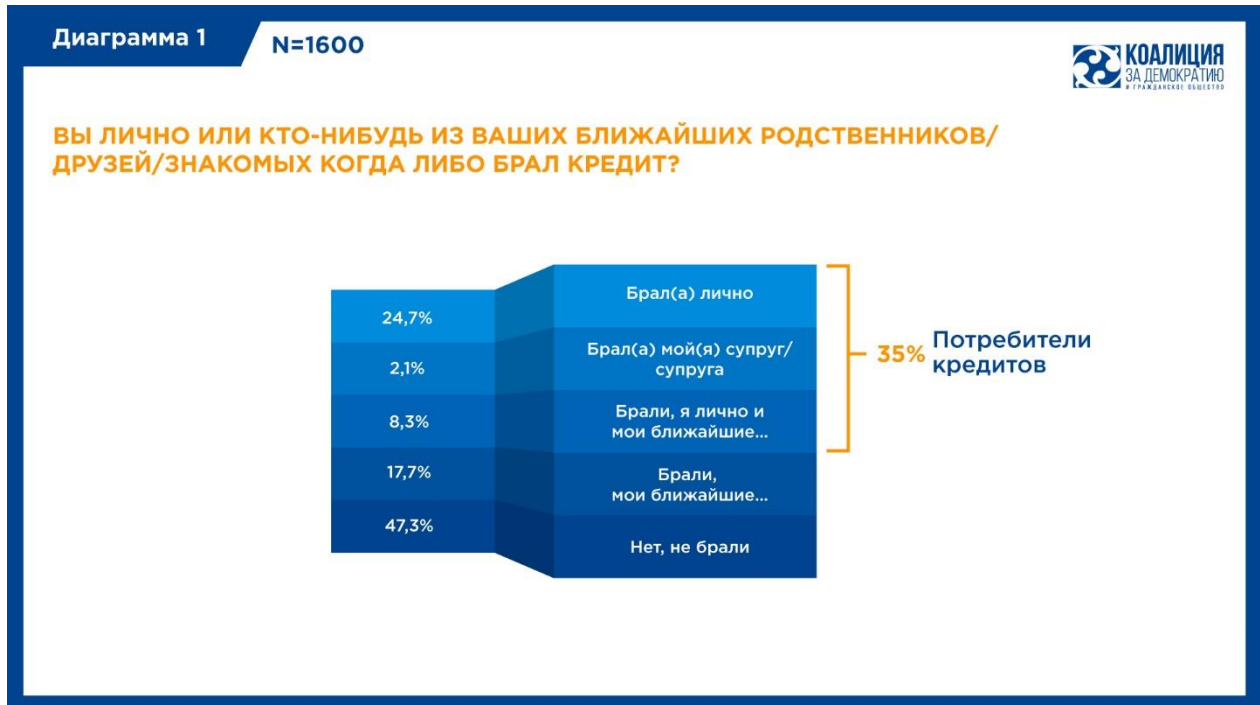 Диаграмма 1
N=1600
КОАЛИЦИЯ
ЗА ДЕМОКРАТИЮ
И ГРАЖДАНСКОЕ ОБЩЕСТВО
ВЫ ЛИЧНО ИЛИ КТО-НИБУДЬ ИЗ ВАШИХ БЛИЖАЙШИХ РОДСТВЕННИКОВ/
ДРУЗЕЙ/ЗНАКОМЫХ КОГДА ЛИБО БРАЛ КРЕДИТ?
24,7%
Брал(а) лично
2,1%
Брал(а) мой(я) супруг/
супруга
8,3%
Брали, я лично и
мои ближайшие...
17,7%
Брали,
мои ближайшие...
47,3%
Нет, не брали
35%
Потребители
кредитов